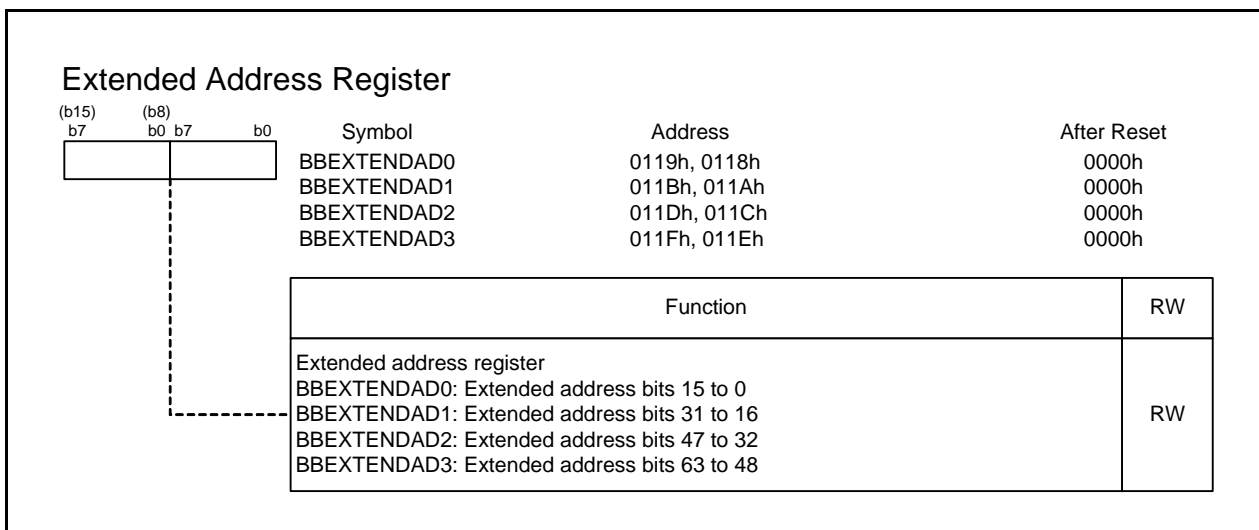 Extended Address Register
(b15) (b8)
b7 b0 b7 b0 Symbol Address After Reset
BBEXTENDAD0 0119h, 0118h 0000h
BBEXTENDAD1 011Bh, 011Ah 0000h
BBEXTENDAD2 011Dh, 011Ch 0000h
BBEXTENDAD3 011Fh, 011Eh 0000h
Function RW
Extended address register
BBEXTENDAD0: Extended address bits 15 to 0
BBEXTENDAD1: Extended address bits 31 to 16 RW
BBEXTENDAD2: Extended address bits 47 to 32
BBEXTENDAD3: Extended address bits 63 to 48